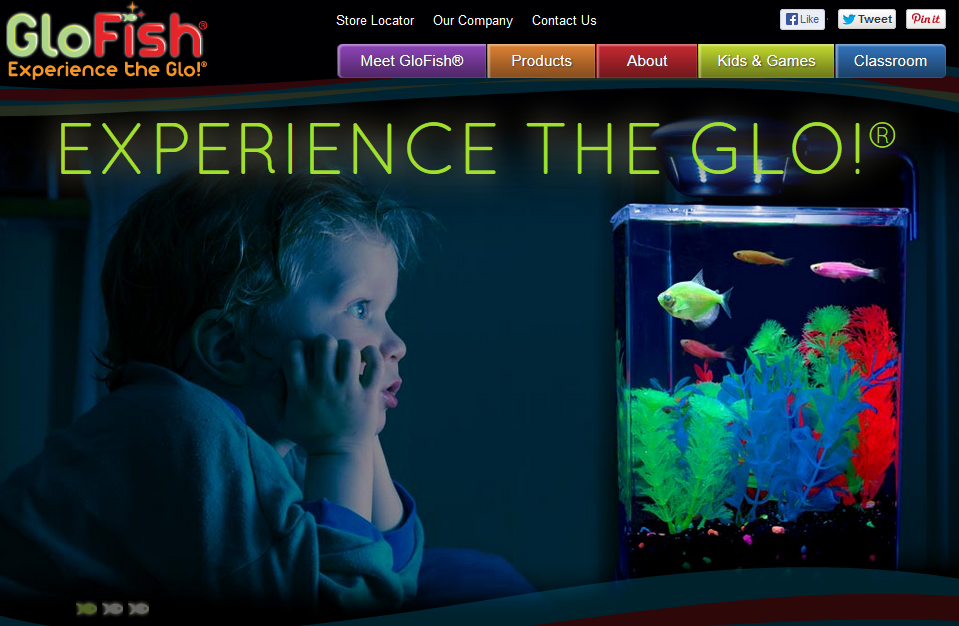 GloFish®
Experience the Glo!®
Store Locator Our Company Contact Us
Like Tweet Pin it
Meet GloFish® Products About Kids & Games Classroom
EXPERIENCE THE GLO!®